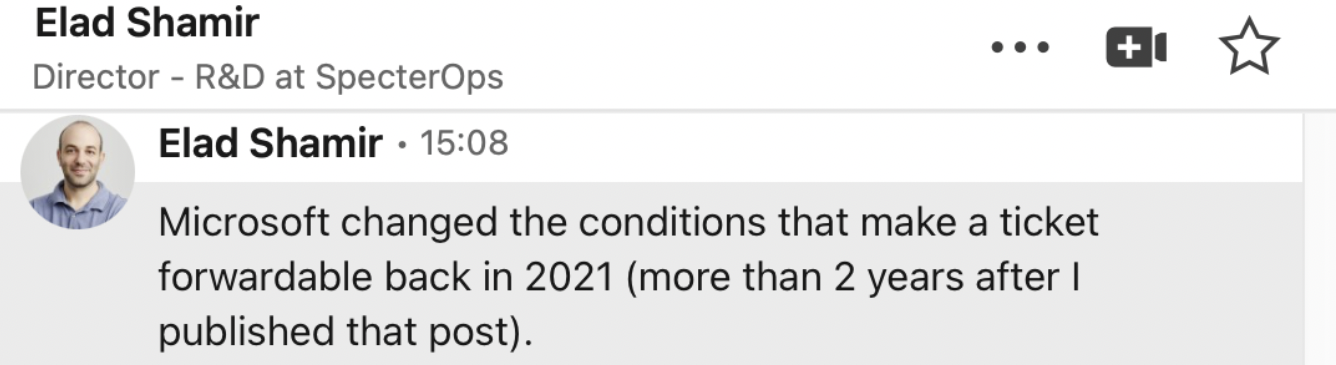 Elad Shamir
Director - R&D at SpecterOps
Elad Shamir · 15:08
Microsoft changed the conditions that make a ticket
forwardable back in 2021 (more than 2 years after I
published that post).